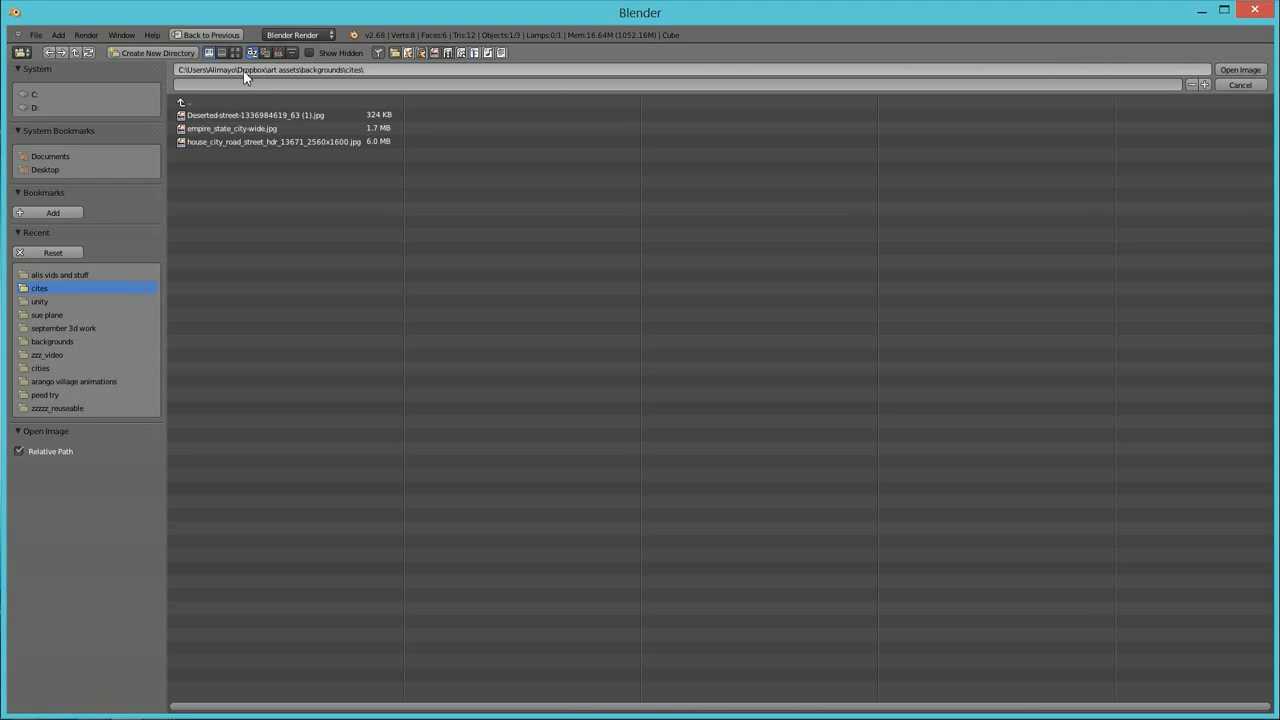 Blender
File Add Render Window Help Back to Previous Blender Render v2.68 | Verts:8 | Faces:6 | Tris:12 | Objects:1/3 | Lamps:0/1 | Mem:16.64M (1052.16M) | Cube
Create New Directory Show Hidden
System
C:\Users\Alimayo\Dropbox\art assets\backgrounds\cites\ Open Image
Cancel
C:
D:
..
Deserted-street-1336984619_63 (1).jpg 324 KB
empire_state_city-wide.jpg 1.7 MB
house_city_road_street_hdr_13671_2560x1600.jpg 6.0 MB
System Bookmarks
Documents
Desktop
Bookmarks
Add
Recent
Reset
alis vids and stuff
cites
unity
sue plane
september 3d work
backgrounds
zzz_video
cities
arango village animations
peed try
zzzzz_reuseable
Open Image
Relative Path